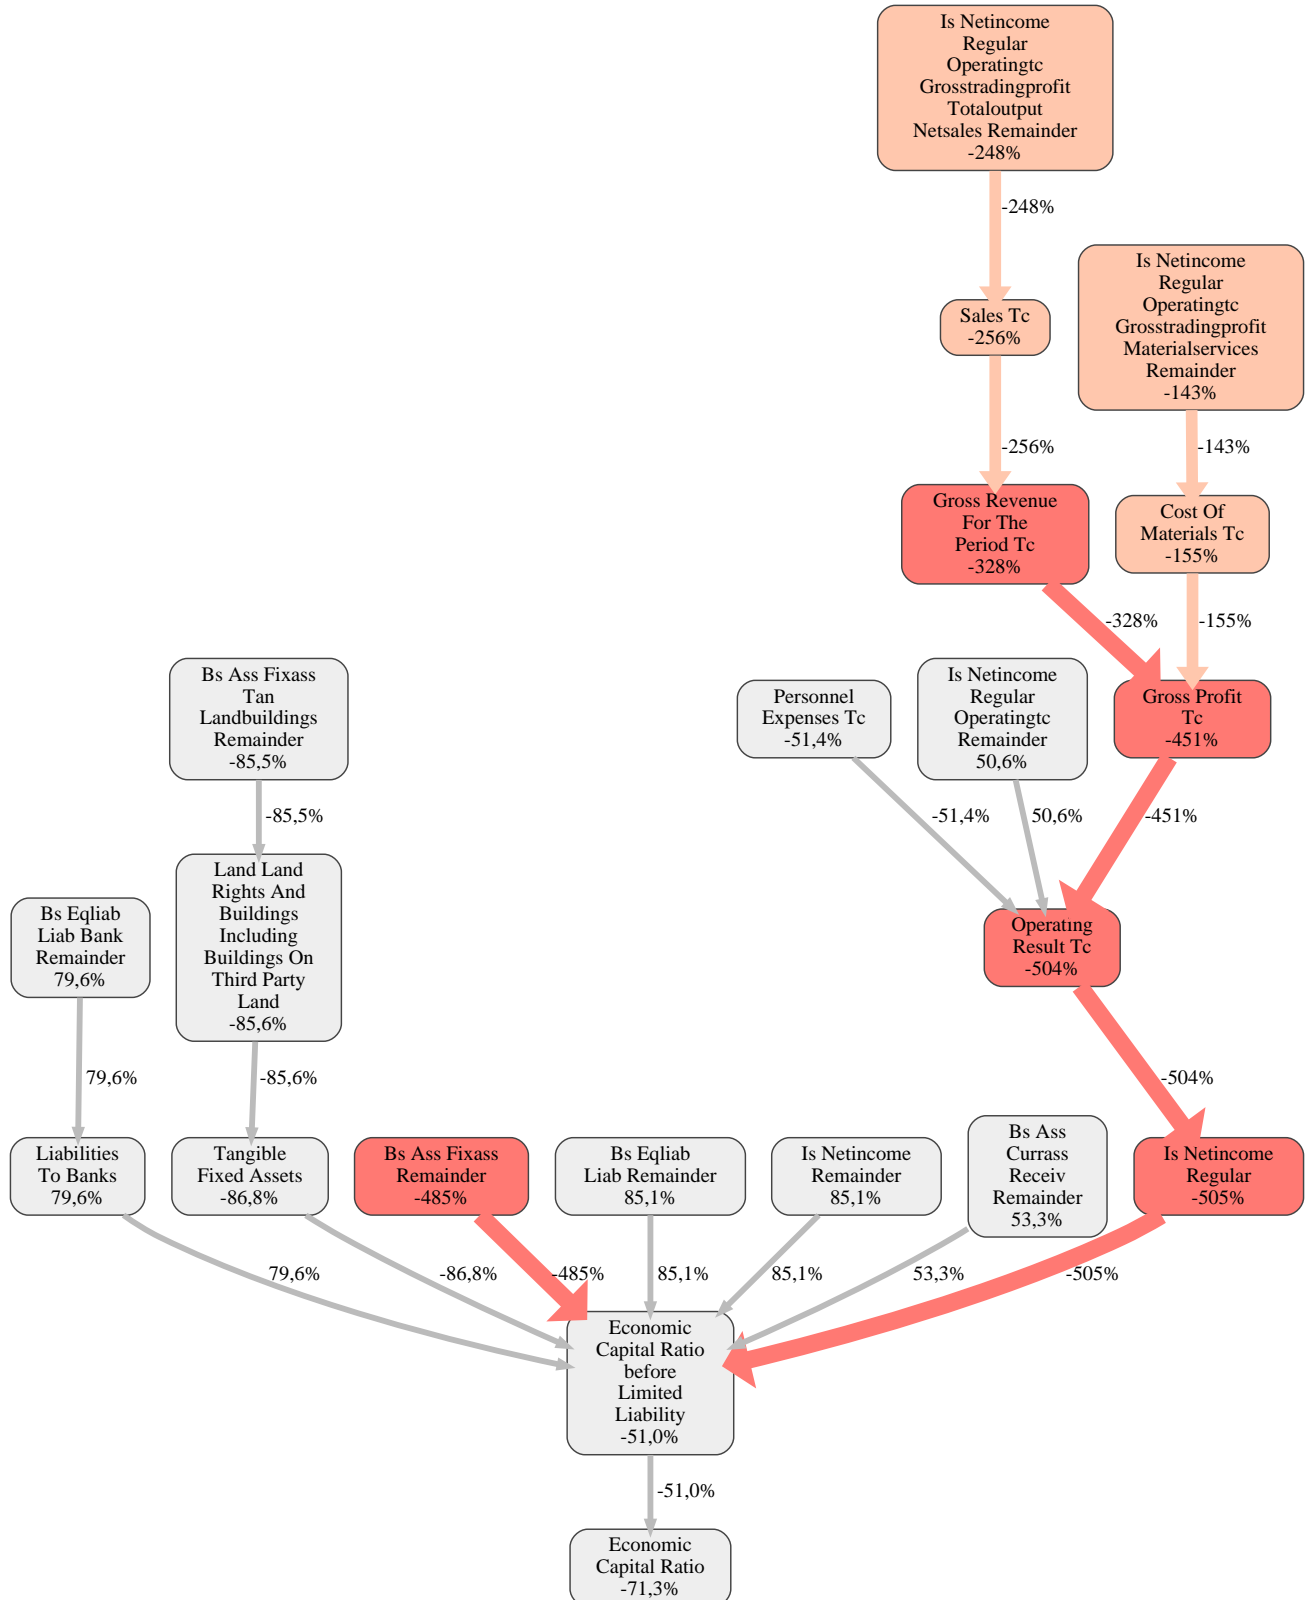 Is Netincome
Regular
Operatingtc
Grosstradingprofit
Totaloutput
Netsales Remainder
-248%
-248%
Is Netincome
Regular
Operatingtc
Grosstradingprofit
Materialservices
Remainder
-143%
Sales Tc
-256%
-256%
-143%
Gross Revenue
For The
Period Tc
-328%
Cost Of
Materials Tc
-155%
-328%
-155%
Bs Ass Fixass
Tan
Landbuildings
Remainder
-85,5%
Personnel
Expenses Tc
-51,4%
Is Netincome
Regular
Operatingtc
Remainder
50,6%
Gross Profit
Tc
-451%
-85,5%
-51,4%
50,6%
-451%
Bs Eqliab
Liab Bank
Remainder
79,6%
Land Land
Rights And
Buildings
Including
Buildings On
Third Party
Land
-85,6%
Operating
Result Tc
-504%
79,6%
-85,6%
-504%
Liabilities
To Banks
79,6%
Tangible
Fixed Assets
-86,8%
Bs Ass Fixass
Remainder
-485%
Bs Eqliab
Liab Remainder
85,1%
Is Netincome
Remainder
85,1%
Bs Ass
Currass
Receiv
Remainder
53,3%
Is Netincome
Regular
-505%
79,6%
-86,8%
-485%
85,1%
85,1%
53,3%
-505%
Economic
Capital Ratio
before
Limited
Liability
-51,0%
-51,0%
Economic
Capital Ratio
-71,3%